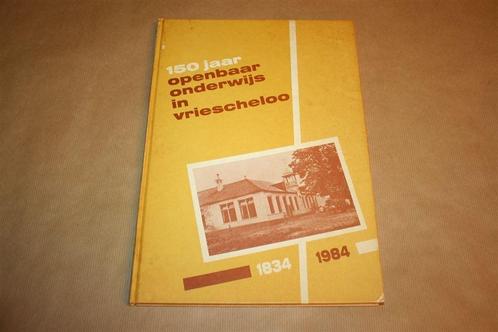 150 jaar
openbaar
onderwijs
in
vriescheloo
1834
1984